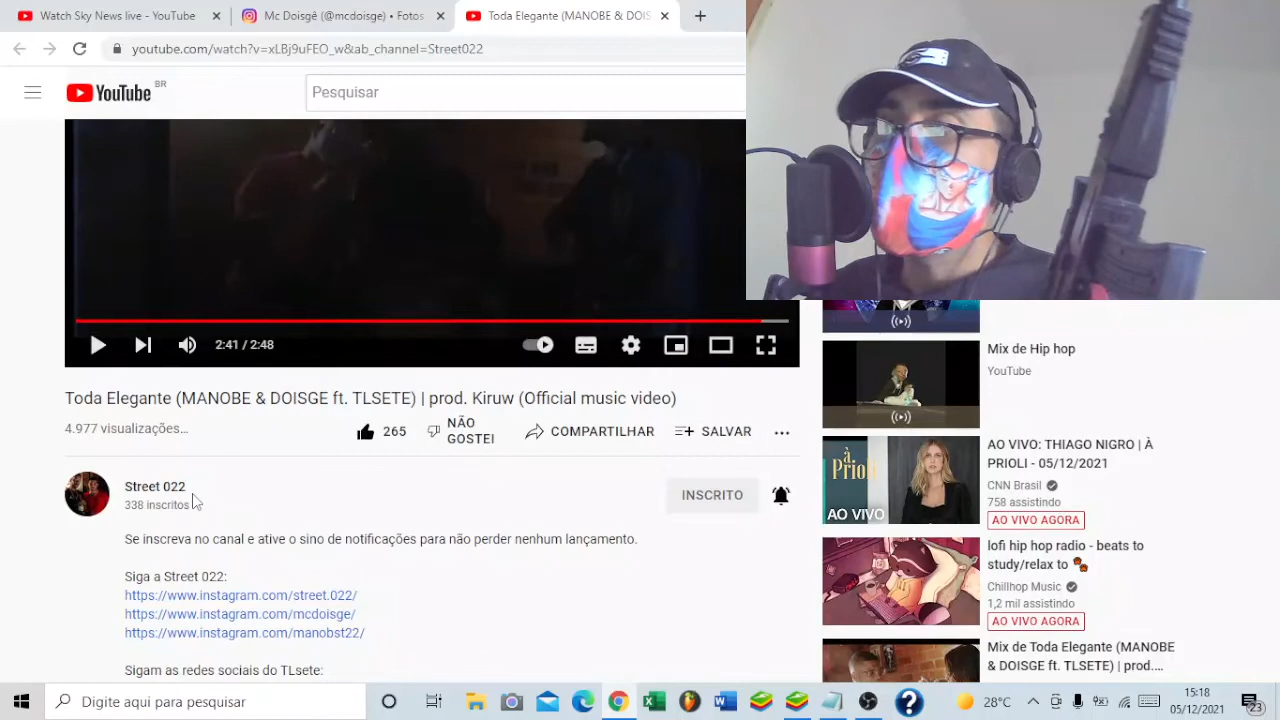 Sky Company - YouTube
Mc Doisge (@mcdoisge) • Fotos
Toda Elegante (MANOBE & DOIS
youtube.com/watch?v=xLBj9uFEO_w&ab_channel=Street022
YouTube BR
Pesquisar
2:41 / 2:48
Toda Elegante (MANOBE & DOISGE ft. TLSETE) | prod. Kiruw (Official music video)
4.977 visualizações...
265
NÃO GOSTEI
COMPARTILHAR
SALVAR
Street 022
338 inscritos
INSCRITO
Se inscreva no canal e ative o sino de notificações para não perder nenhum lançamento.
Siga a Street 022:
https://www.instagram.com/street.022/
https://www.instagram.com/mcdoisge/
https://www.instagram.com/manobst22/
Sigam as redes sociais do TLsete:
Mix de Hip hop
YouTube
à
Prioli
AO VIVO
AO VIVO: THIAGO NIGRO | À
PRIOLI - 05/12/2021
CNN Brasil
758 assistindo
AO VIVO AGORA
lofi hip hop radio - beats to
study/relax to
Chillhop Music
1,2 mil assistindo
AO VIVO AGORA
Mix de Toda Elegante (MANOBE
& DOISGE ft. TLSETE) | prod....
Digite aqui para pesquisar
28°C
15:18
05/12/2021
23